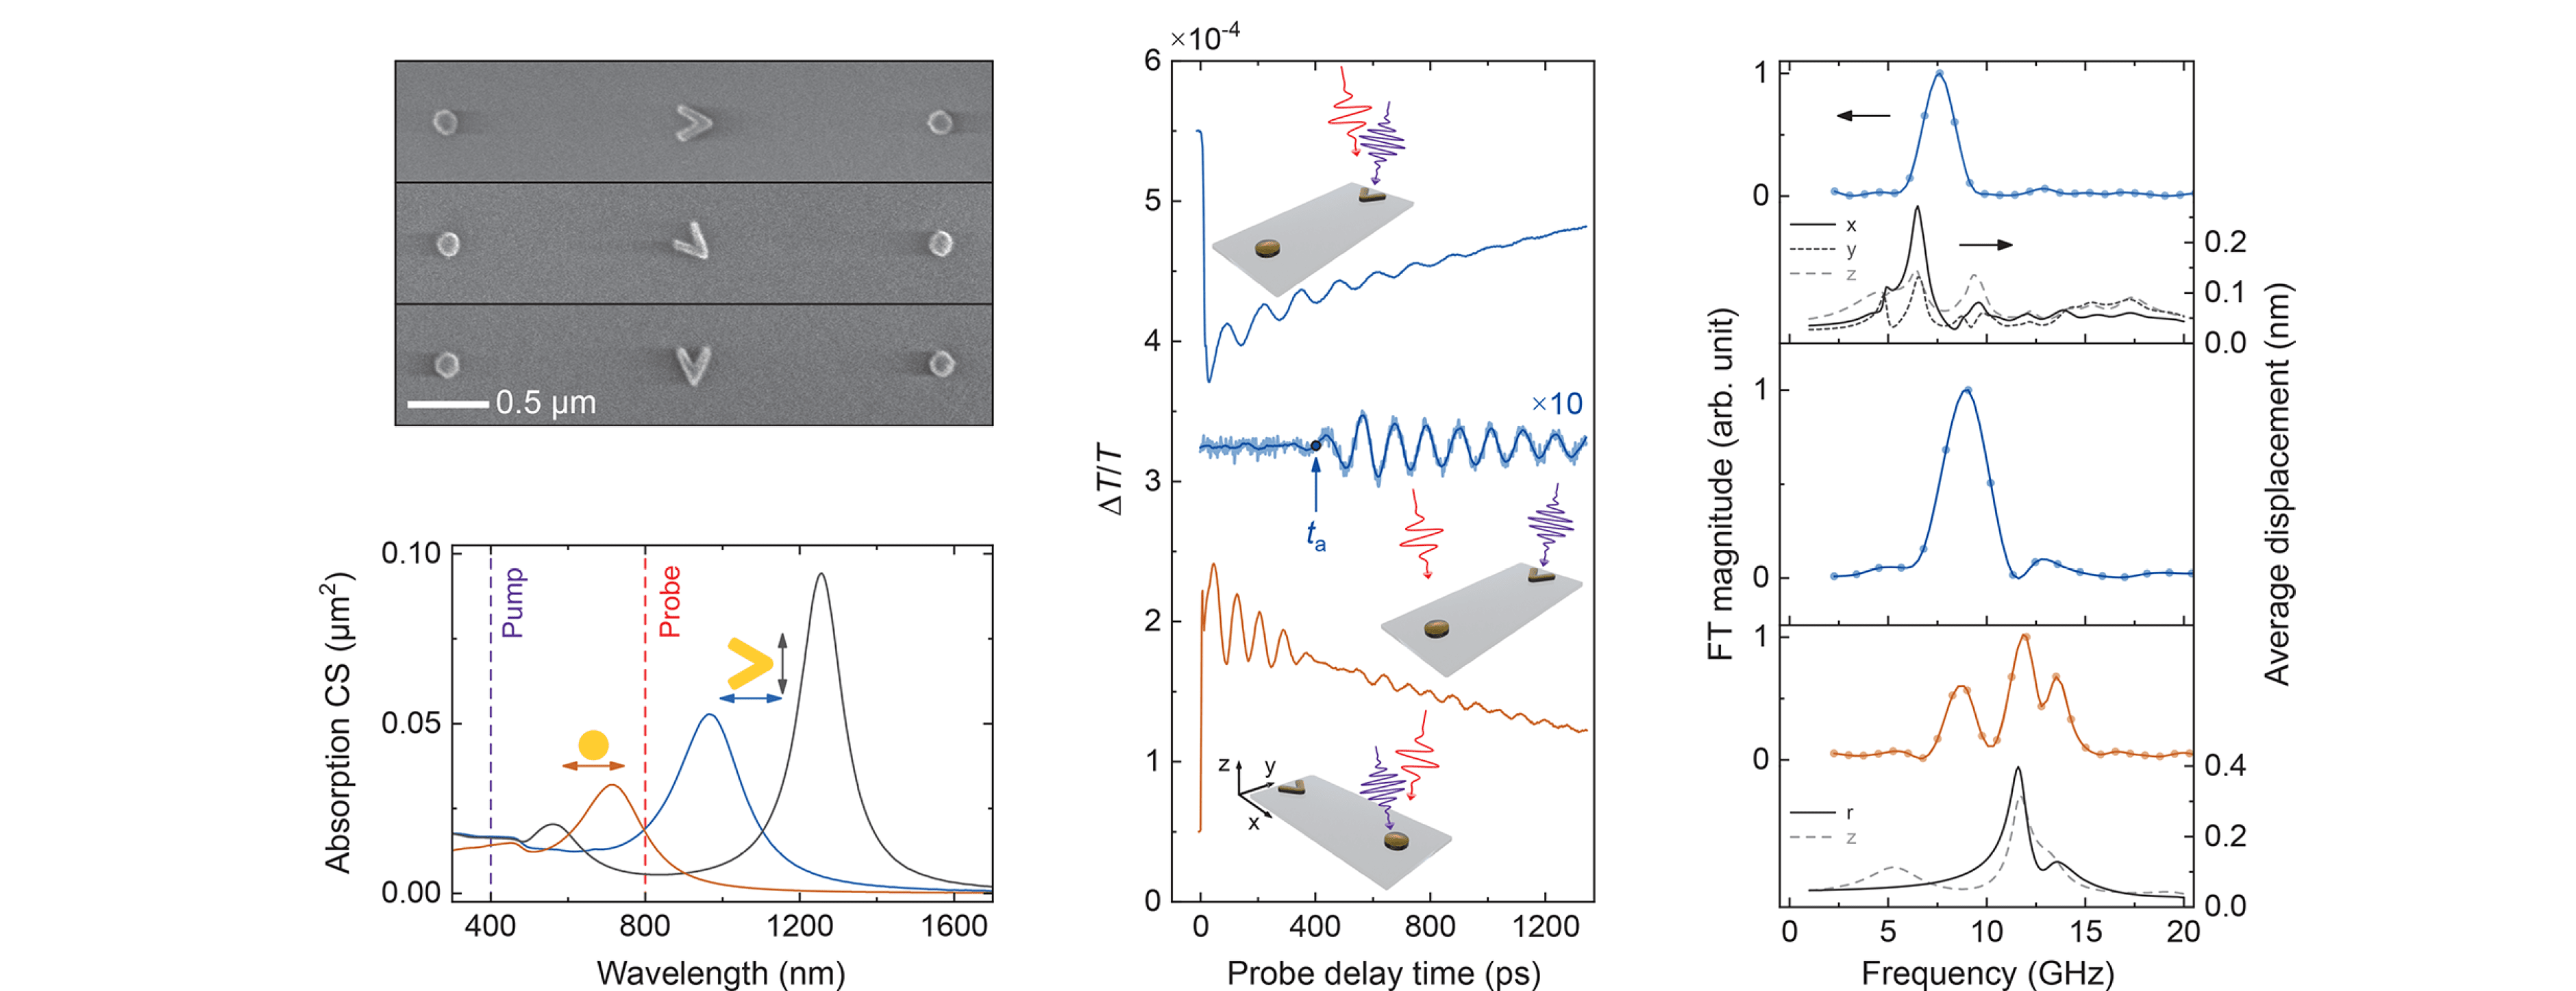 0.5 µm
Absorption CS (µm²)
0.10
0.05
0.00
Pump
Probe
400
800
1200
1600
Wavelength (nm)
×10⁻⁴
6
5
4
3
2
1
0
ΔT/T
×10
tₐ
z
y
x
0
400
800
1200
Probe delay time (ps)
FT magnitude (arb. unit)
1
0
x
y
z
0.2
0.1
0.0
1
0
1
0
r
z
0.4
0.2
0.0
Average displacement (nm)
0
5
10
15
20
Frequency (GHz)